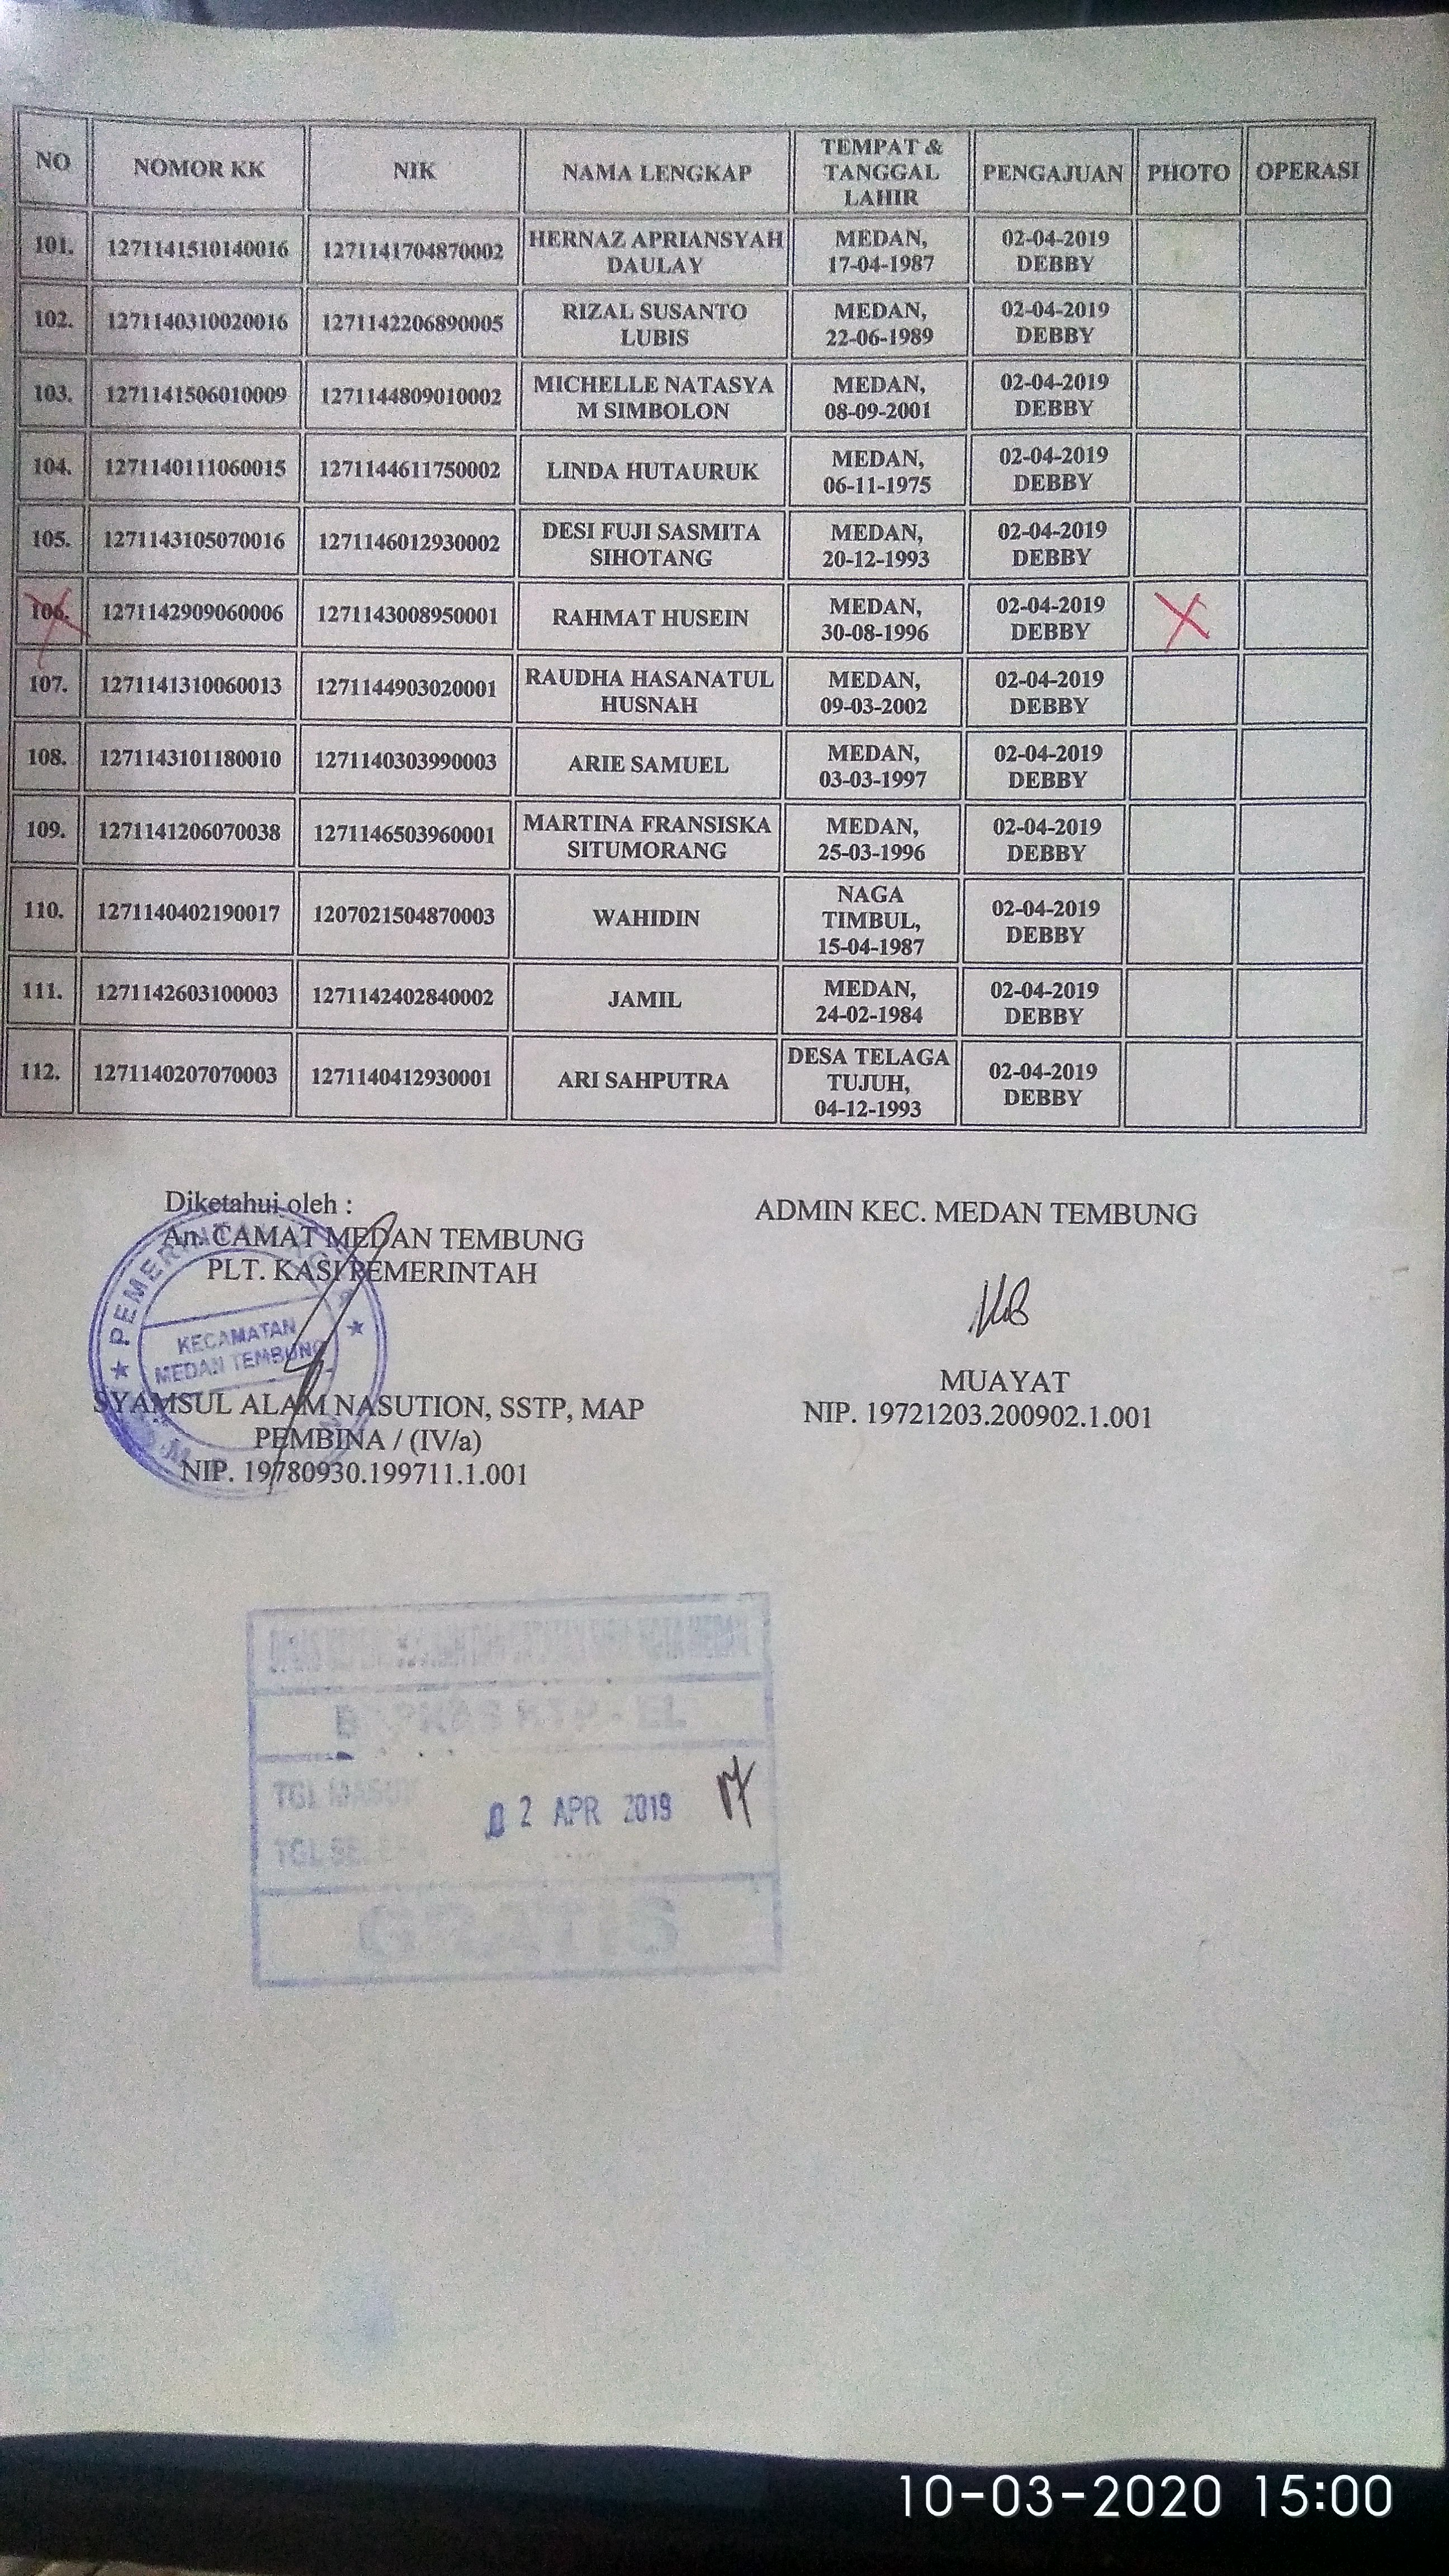 NO NOMOR KK NIK NAMA LENGKAP TEMPAT & TANGGAL LAHIR PENGAJUAN PHOTO OPERASI
101. 1271141510140016 1271141704870002 HERNAZ APRIANSYAH DAULAY MEDAN, 17-04-1987 02-04-2019 DEBBY
102. 1271140310020016 1271142206890005 RIZAL SUSANTO LUBIS MEDAN, 22-06-1989 02-04-2019 DEBBY
103. 1271141506010009 1271144809010002 MICHELLE NATASYA M SIMBOLON MEDAN, 08-09-2001 02-04-2019 DEBBY
104. 1271140111060015 1271144611750002 LINDA HUTAURUK MEDAN, 06-11-1975 02-04-2019 DEBBY
105. 1271143105070016 1271146012930002 DESI FUJI SASMITA SIHOTANG MEDAN, 20-12-1993 02-04-2019 DEBBY
106. 1271142909060006 1271143008950001 RAHMAT HUSEIN MEDAN, 30-08-1996 02-04-2019 DEBBY X
107. 1271141310060013 1271144903020001 RAUDHA HASANATUL HUSNAH MEDAN, 09-03-2002 02-04-2019 DEBBY
108. 1271143101180010 1271140303990003 ARIE SAMUEL MEDAN, 03-03-1997 02-04-2019 DEBBY
109. 1271141206070038 1271146503960001 MARTINA FRANSISKA SITUMORANG MEDAN, 25-03-1996 02-04-2019 DEBBY
110. 1271140402190017 1207021504870003 WAHIDIN NAGA TIMBUL, 15-04-1987 02-04-2019 DEBBY
111. 1271142603100003 1271142402840002 JAMIL MEDAN, 24-02-1984 02-04-2019 DEBBY
112. 1271140207070003 1271140412930001 ARI SAHPUTRA DESA TELAGA TUJUH, 04-12-1993 02-04-2019 DEBBY
Diketahui oleh :
An. CAMAT MEDAN TEMBUNG
PLT. KASI PEMERINTAH
KECAMATAN
MEDAN TEMBUNG
SYAMSUL ALAM NASUTION, SSTP, MAP
PEMBINA / (IV/a)
NIP. 19780930.199711.1.001
ADMIN KEC. MEDAN TEMBUNG
MUAYAT
NIP. 19721203.200902.1.001
KOTA MEDAN
KTP - EL
TGL MASUK
02 APR 2019
TGL
GRATIS
10-03-2020 15:00